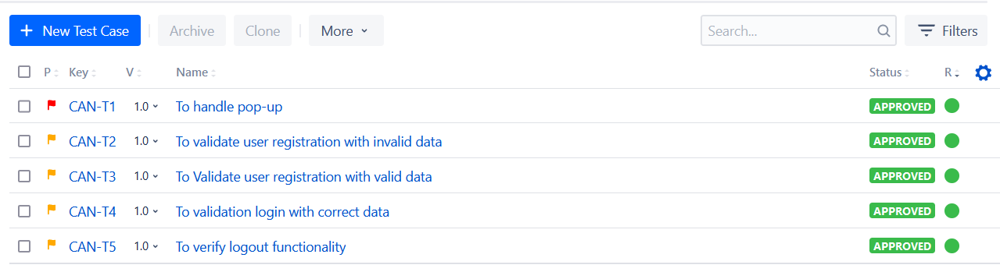 New Test Case Archive Clone More Search... Filters
P Key V Name Status R
CAN-T1 1.0 To handle pop-up APPROVED
CAN-T2 1.0 To validate user registration with invalid data APPROVED
CAN-T3 1.0 To Validate user registration with valid data APPROVED
CAN-T4 1.0 To validation login with correct data APPROVED
CAN-T5 1.0 To verify logout functionality APPROVED